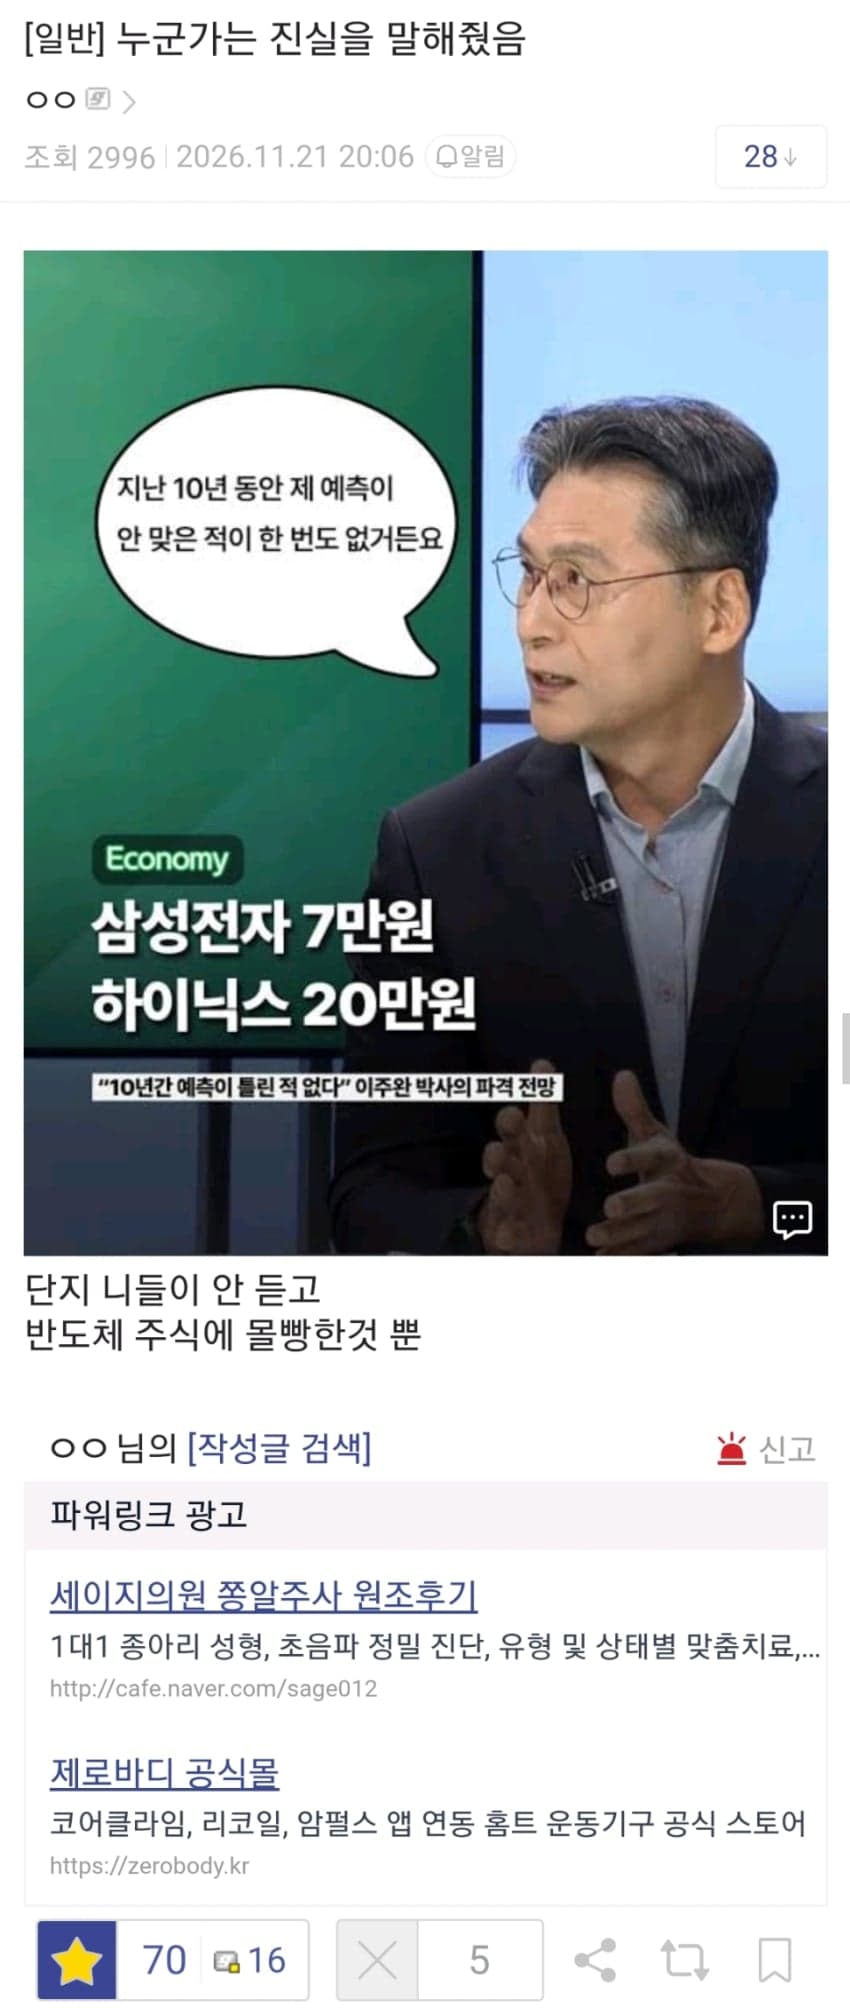 [일반] 누군가는 진실을 말해줬음
ㅇㅇ
조회 2996 2026.11.21 20:06 알림
28↓
지난 10년 동안 제 예측이
안 맞은 적이 한 번도 없거든요
Economy
삼성전자 7만원
하이닉스 20만원
“10년간 예측이 틀린 적 없다” 이주완 박사의 파격 전망
단지 니들이 안 듣고
반도체 주식에 몰빵한것 뿐
ㅇㅇ 님의 [작성글 검색]
신고
파워링크 광고
세이지의원 쫑알주사 원조후기
1대1 종아리 성형, 초음파 정밀 진단, 유형 및 상태별 맞춤치료,...
http://cafe.naver.com/sage012
제로바디 공식몰
코어클라임, 리코일, 암펄스 앱 연동 홈트 운동기구 공식 스토어
https://zerobody.kr
70 16 5